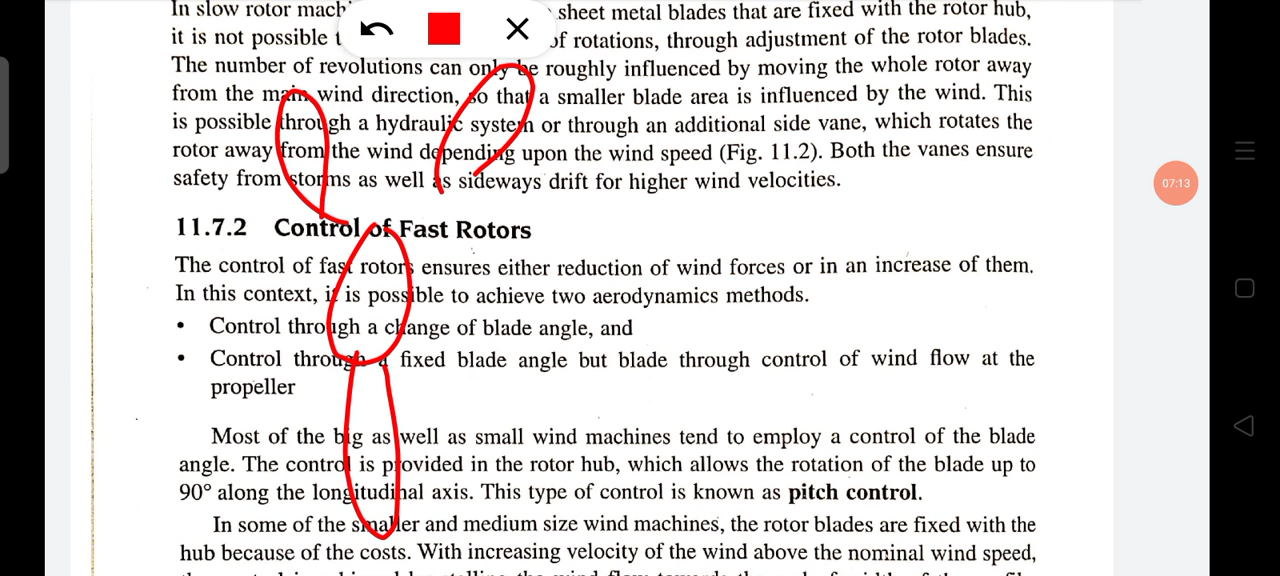 In slow rotor mach sheet metal blades that are fixed with the rotor hub,
it is not possible of rotations, through adjustment of the rotor blades.
The number of revolutions can only be roughly influenced by moving the whole rotor away
from the main wind direction, so that a smaller blade area is influenced by the wind. This
is possible through a hydraulic system or through an additional side vane, which rotates the
rotor away from the wind depending upon the wind speed (Fig. 11.2). Both the vanes ensure
safety from storms as well as sideways drift for higher wind velocities.
07:13
11.7.2 Control of Fast Rotors
The control of fast rotors ensures either reduction of wind forces or in an increase of them.
In this context, it is possible to achieve two aerodynamics methods.
• Control through a change of blade angle, and
• Control through a fixed blade angle but blade through control of wind flow at the
propeller
Most of the big as well as small wind machines tend to employ a control of the blade
angle. The control is provided in the rotor hub, which allows the rotation of the blade up to
90° along the longitudinal axis. This type of control is known as pitch control.
In some of the smaller and medium size wind machines, the rotor blades are fixed with the
hub because of the costs. With increasing velocity of the wind above the nominal wind speed,